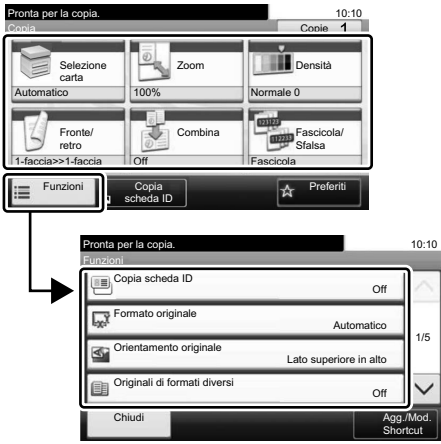 Pronta per la copia. 10:10
Copia Copie 1
Selezione
carta
Automatico
Zoom
100%
Densità
Normale 0
Fronte/
retro
1-faccia>>1-faccia
Combina
Off
Fascicola/
Sfalsa
Fascicola
Funzioni
Copia
scheda ID
Preferiti
Pronta per la copia. 10:10
Funzioni
Copia scheda ID
Off
Formato originale
Automatico
1/5
Orientamento originale
Lato superiore in alto
Originali di formati diversi
Off
Chiudi
Agg./Mod.
Shortcut